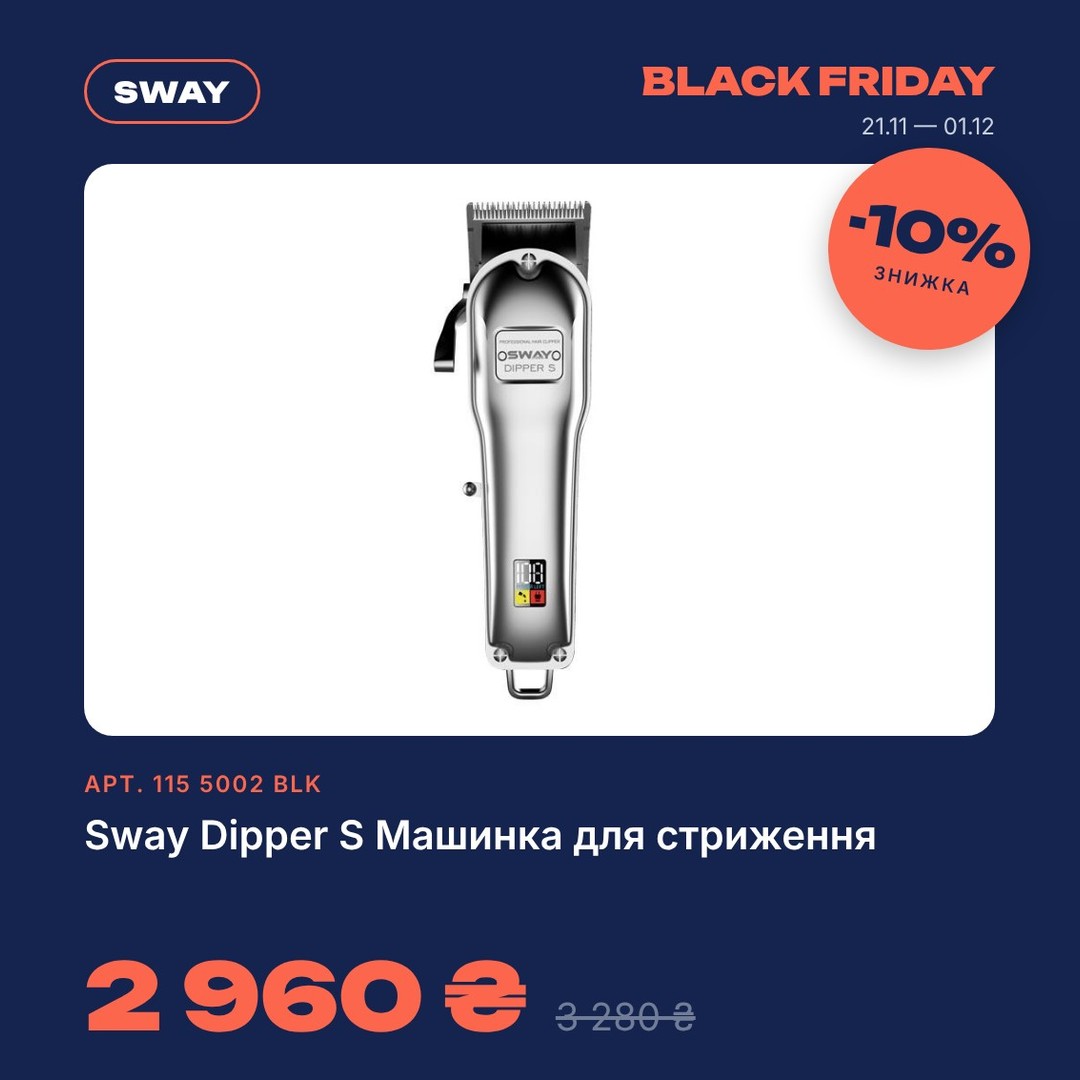 SWAY
BLACK FRIDAY
21.11 — 01.12
-10%
ЗНИЖКА
PROFESSIONAL HAIR CLIPPER
SWAY
DIPPER S
108
АРТ. 115 5002 BLK
Sway Dipper S Машинка для стриження
2 960 ₴
3 280 ₴